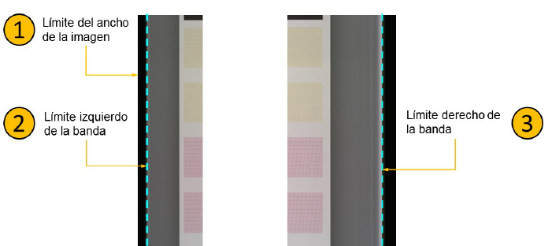 1
Límite del ancho
de la imagen
2
Límite izquierdo
de la banda
Límite derecho de
la banda
3